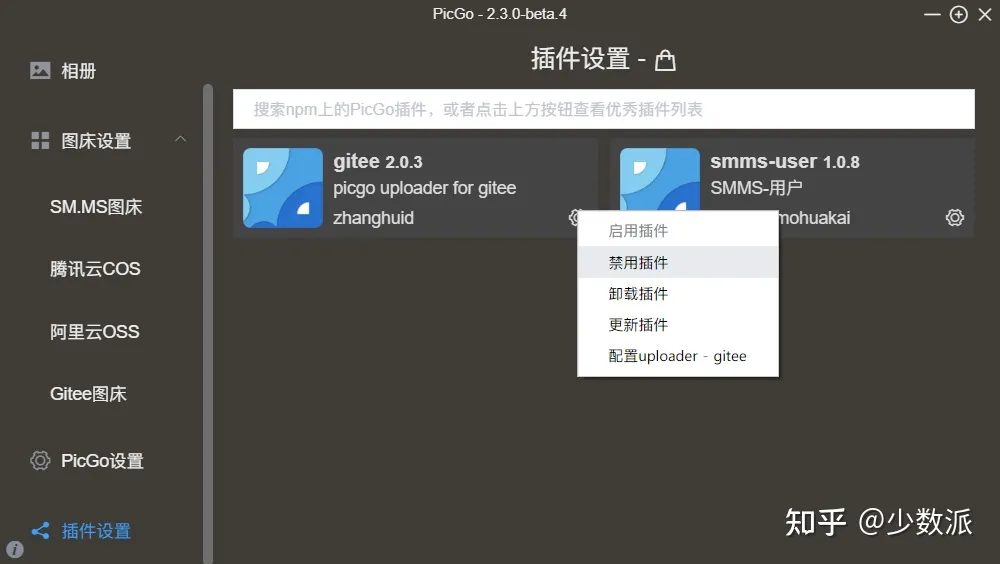 PicGo - 2.3.0-beta.4
相册
图床设置
SM.MS图床
腾讯云COS
阿里云OSS
Gitee图床
PicGo设置
插件设置
插件设置 -
搜索npm上的PicGo插件，或者点击上方按钮查看优秀插件列表
gitee 2.0.3
picgo uploader for gitee
zhanghuid
smms-user 1.0.8
SMMS-用户
mohuakai
启用插件
禁用插件
卸载插件
更新插件
配置uploader - gitee
知乎 @少数派